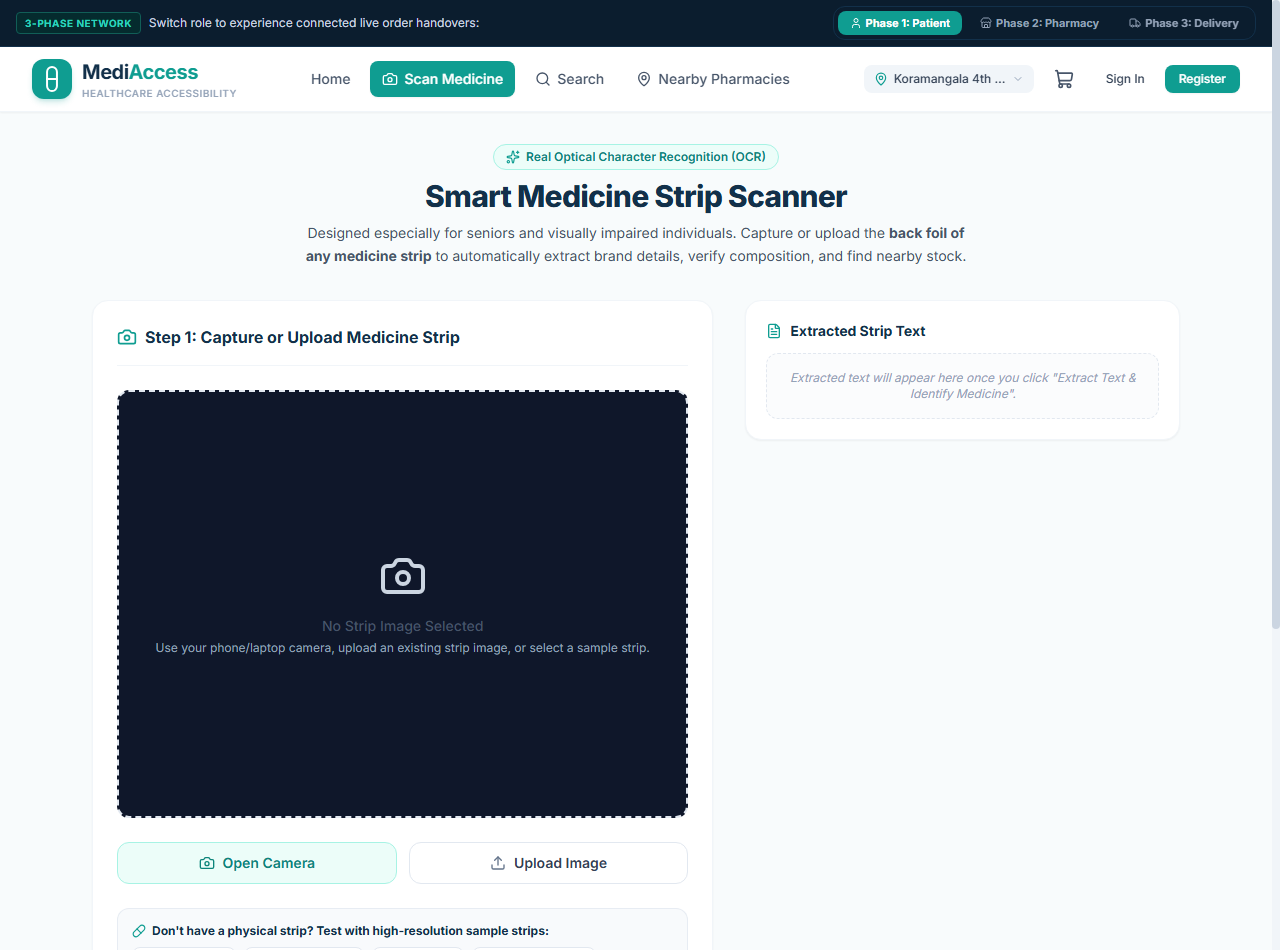 3-PHASE NETWORK Switch role to experience connected live order handovers: Phase 1: Patient Phase 2: Pharmacy Phase 3: Delivery
MediAccess
HEALTHCARE ACCESSIBILITY
Home Scan Medicine Search Nearby Pharmacies Koramangala 4th ... Sign In Register
Real Optical Character Recognition (OCR)
Smart Medicine Strip Scanner
Designed especially for seniors and visually impaired individuals. Capture or upload the back foil of
any medicine strip to automatically extract brand details, verify composition, and find nearby stock.
Step 1: Capture or Upload Medicine Strip
No Strip Image Selected
Use your phone/laptop camera, upload an existing strip image, or select a sample strip.
Open Camera Upload Image
Don't have a physical strip? Test with high-resolution sample strips:
Extracted Strip Text
Extracted text will appear here once you click "Extract Text &
Identify Medicine".